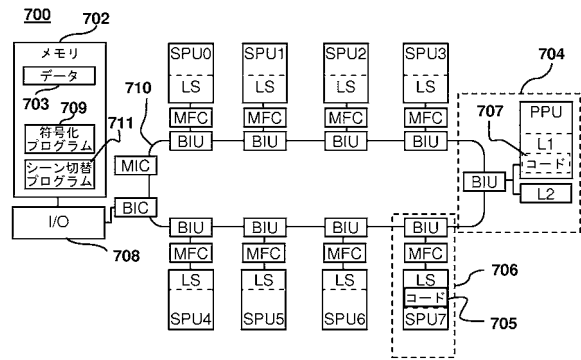 700
702
メモリ
データ
703
709
711
符号化
プログラム
シーン切替
プログラム
I/O
708
710
MIC
BIC
SPU0
LS
MFC
BIU
SPU1
LS
MFC
BIU
SPU2
LS
MFC
BIU
SPU3
LS
MFC
BIU
704
PPU
707
L1
コード
BIU
L2
BIU
MFC
LS
SPU4
BIU
MFC
LS
SPU5
BIU
MFC
LS
SPU6
BIU
MFC
LS
コード
SPU7
706
705